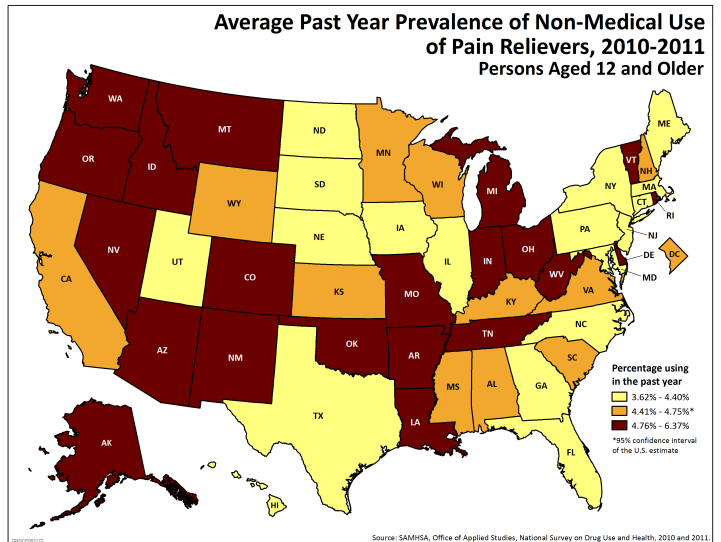 Average Past Year Prevalence of Non-Medical Use
of Pain Relievers, 2010-2011
Persons Aged 12 and Older
WA
MT
ND
MN
ME
OR
ID
SD
WI
MI
VT
NH
NY
MA
CT
RI
WY
NE
IA
PA
NJ
NV
UT
CO
IL
IN
OH
DE
DC
MD
WV
CA
KS
MO
KY
VA
NC
AZ
NM
OK
AR
TN
SC
MS
AL
GA
TX
LA
FL
AK
HI
Percentage using
in the past year
3.62% - 4.40%
4.41% - 4.75%*
4.76% - 6.37%
*95% confidence interval
of the U.S. estimate
Source: SAMHSA, Office of Applied Studies, National Survey on Drug Use and Health, 2010 and 2011.